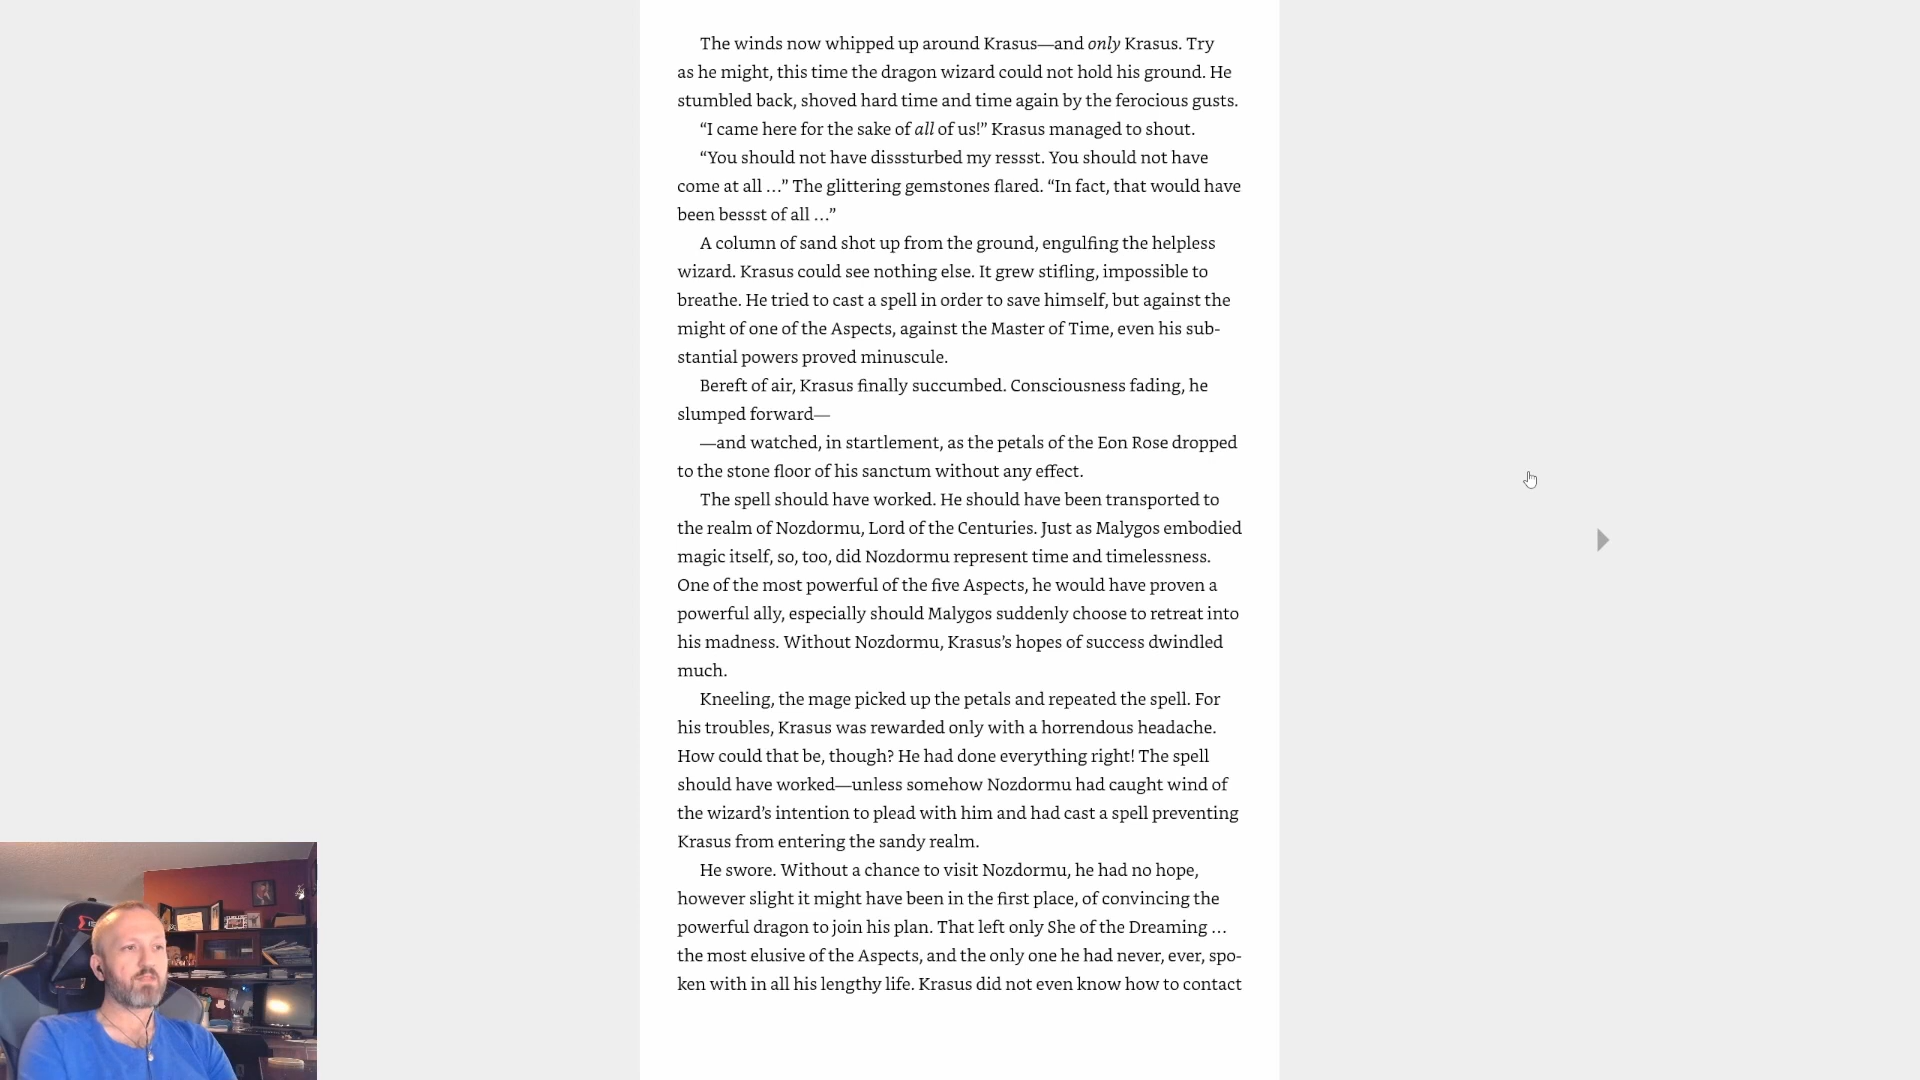 The winds now whipped up around Krasus—and only Krasus. Try
as he might, this time the dragon wizard could not hold his ground. He
stumbled back, shoved hard time and time again by the ferocious gusts.
“I came here for the sake of all of us!” Krasus managed to shout.
“You should not have disssturbed my ressst. You should not have
come at all …” The glittering gemstones flared. “In fact, that would have
been bessst of all …”
A column of sand shot up from the ground, engulfing the helpless
wizard. Krasus could see nothing else. It grew stifling, impossible to
breathe. He tried to cast a spell in order to save himself, but against the
might of one of the Aspects, against the Master of Time, even his sub-
stantial powers proved minuscule.
Bereft of air, Krasus finally succumbed. Consciousness fading, he
slumped forward—
—and watched, in startlement, as the petals of the Eon Rose dropped
to the stone floor of his sanctum without any effect.
The spell should have worked. He should have been transported to
the realm of Nozdormu, Lord of the Centuries. Just as Malygos embodied
magic itself, so, too, did Nozdormu represent time and timelessness.
One of the most powerful of the five Aspects, he would have proven a
powerful ally, especially should Malygos suddenly choose to retreat into
his madness. Without Nozdormu, Krasus’s hopes of success dwindled
much.
Kneeling, the mage picked up the petals and repeated the spell. For
his troubles, Krasus was rewarded only with a horrendous headache.
How could that be, though? He had done everything right! The spell
should have worked—unless somehow Nozdormu had caught wind of
the wizard’s intention to plead with him and had cast a spell preventing
Krasus from entering the sandy realm.
He swore. Without a chance to visit Nozdormu, he had no hope,
however slight it might have been in the first place, of convincing the
powerful dragon to join his plan. That left only She of the Dreaming …
the most elusive of the Aspects, and the only one he had never, ever, spo-
ken with in all his lengthy life. Krasus did not even know how to contact